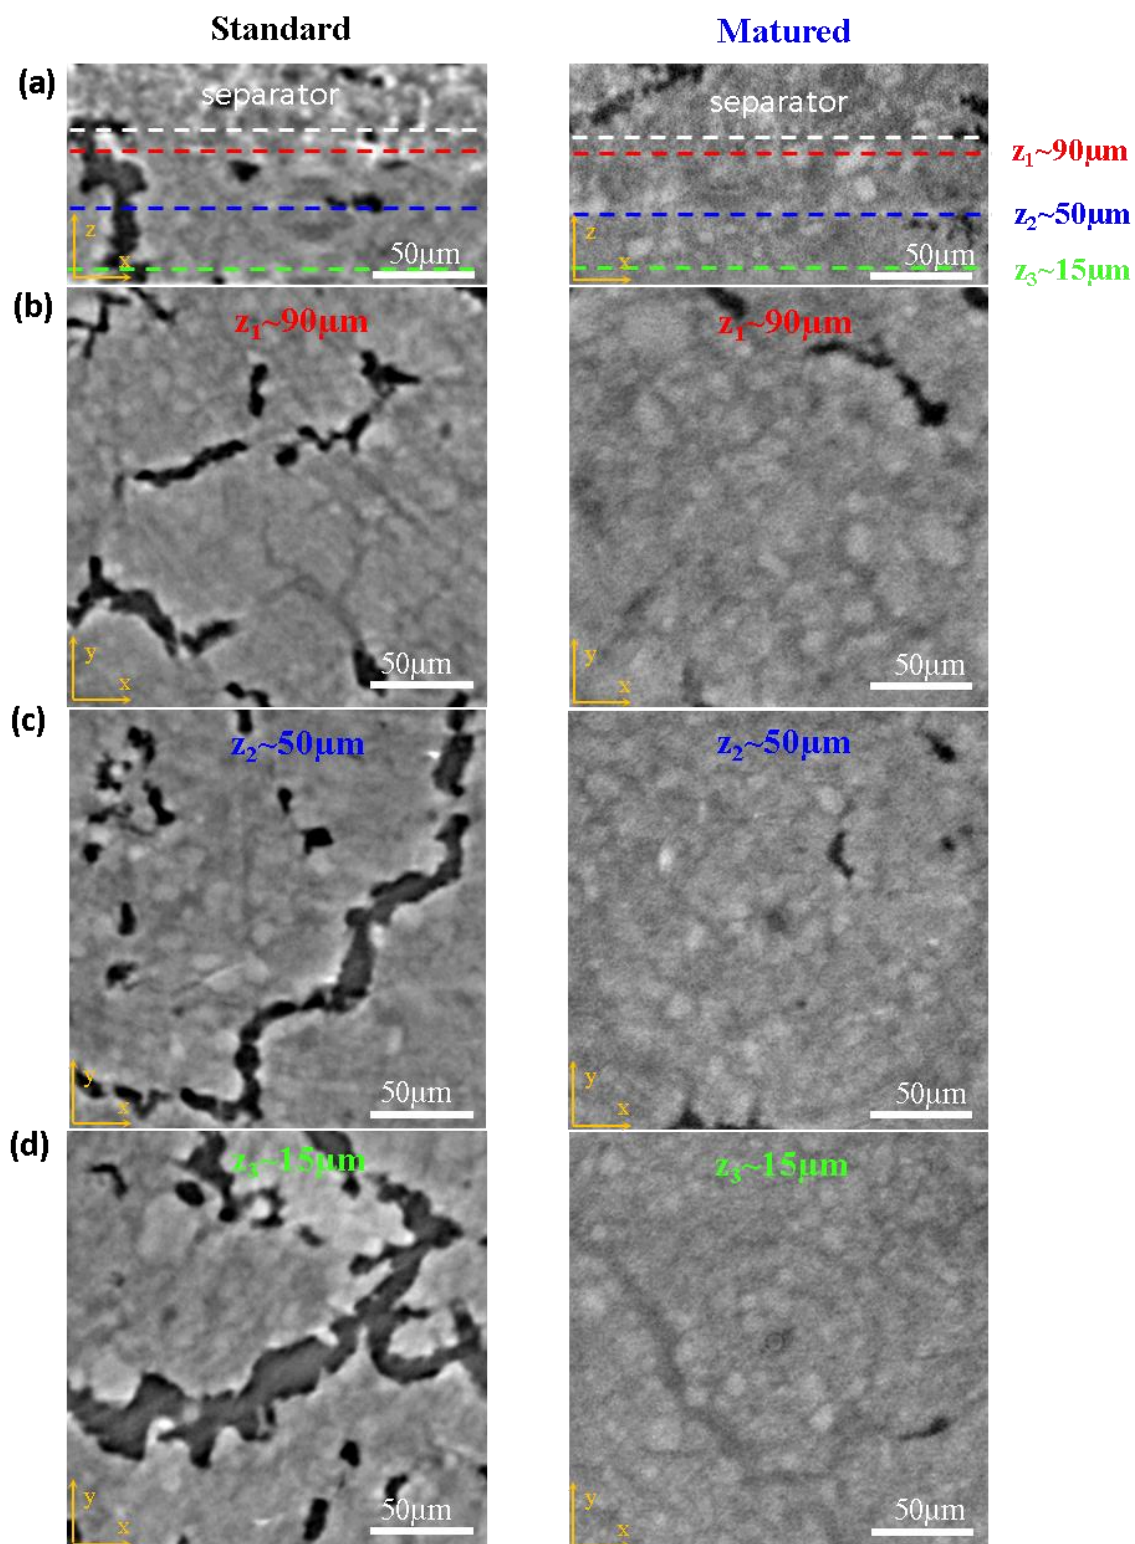 Standard Matured
(a)
separator separator
z₁~90μm
z₂~50μm
z₃~15μm
z z
x x
50μm 50μm
(b)
z₁~90μm z₁~90μm
y y
x x
50μm 50μm
(c)
z₂~50μm z₂~50μm
y y
x x
50μm 50μm
(d)
z₃~15μm z₃~15μm
y y
x x
50μm 50μm